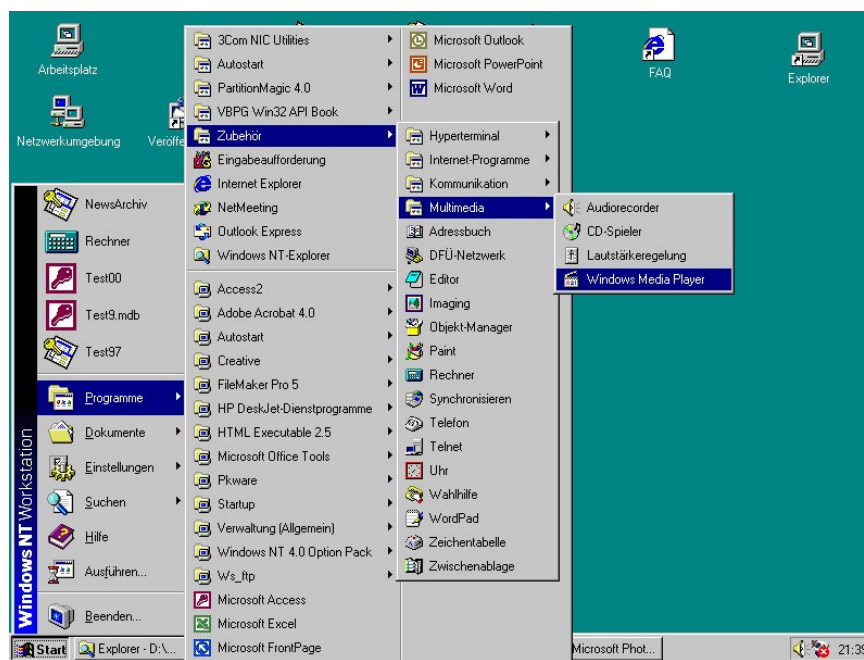 Arbeitsplatz
Netzwerkumgebung
FAQ
Explorer
NewsArchiv
Rechner
Test00
Test9.mdb
Test97
Programme
Dokumente
Einstellungen
Suchen
Hilfe
Ausführen...
Beenden...
Windows NT Workstation
3Com NIC Utilities
Autostart
PartitionMagic 4.0
VBPG Win32 API Book
Zubehör
Eingabeaufforderung
Internet Explorer
NetMeeting
Outlook Express
Windows NT-Explorer
Access2
Adobe Acrobat 4.0
Autostart
Creative
FileMaker Pro 5
HP DeskJet-Dienstprogramme
HTML Executable 2.5
Microsoft Office Tools
Pkware
Startup
Verwaltung (Allgemein)
Windows NT 4.0 Option Pack
Ws_ftp
Microsoft Access
Microsoft Excel
Microsoft FrontPage
Microsoft Outlook
Microsoft PowerPoint
Microsoft Word
Hyperterminal
Internet-Programme
Kommunikation
Multimedia
Adressbuch
DFÜ-Netzwerk
Editor
Imaging
Objekt-Manager
Paint
Rechner
Synchronisieren
Telefon
Telnet
Uhr
Wahlhilfe
WordPad
Zeichentabelle
Zwischenablage
Audiorecorder
CD-Spieler
Lautstärkeregelung
Windows Media Player
Start
Explorer - D:\...
Microsoft Phot...